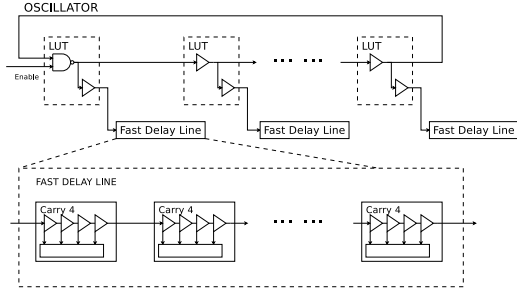 OSCILLATOR
LUT LUT LUT
Enable
Fast Delay Line Fast Delay Line Fast Delay Line
FAST DELAY LINE
Carry 4 Carry 4 Carry 4